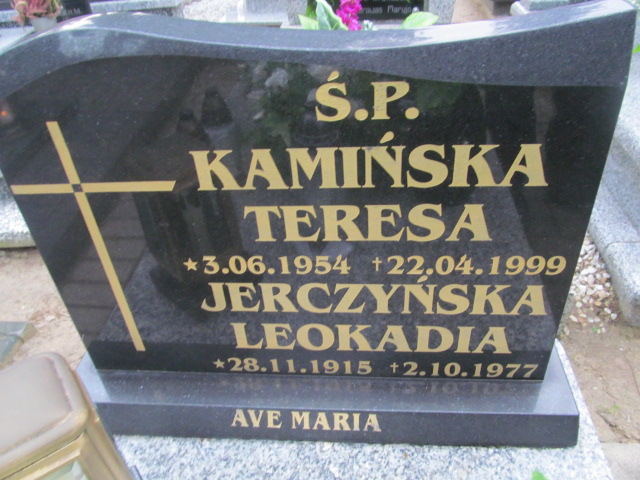 Ś.P.
KAMIŃSKA
TERESA
*3.06.1954 †22.04.1999
JERCZYŃSKA
LEOKADIA
*28.11.1915 †2.10.1977
AVE MARIA